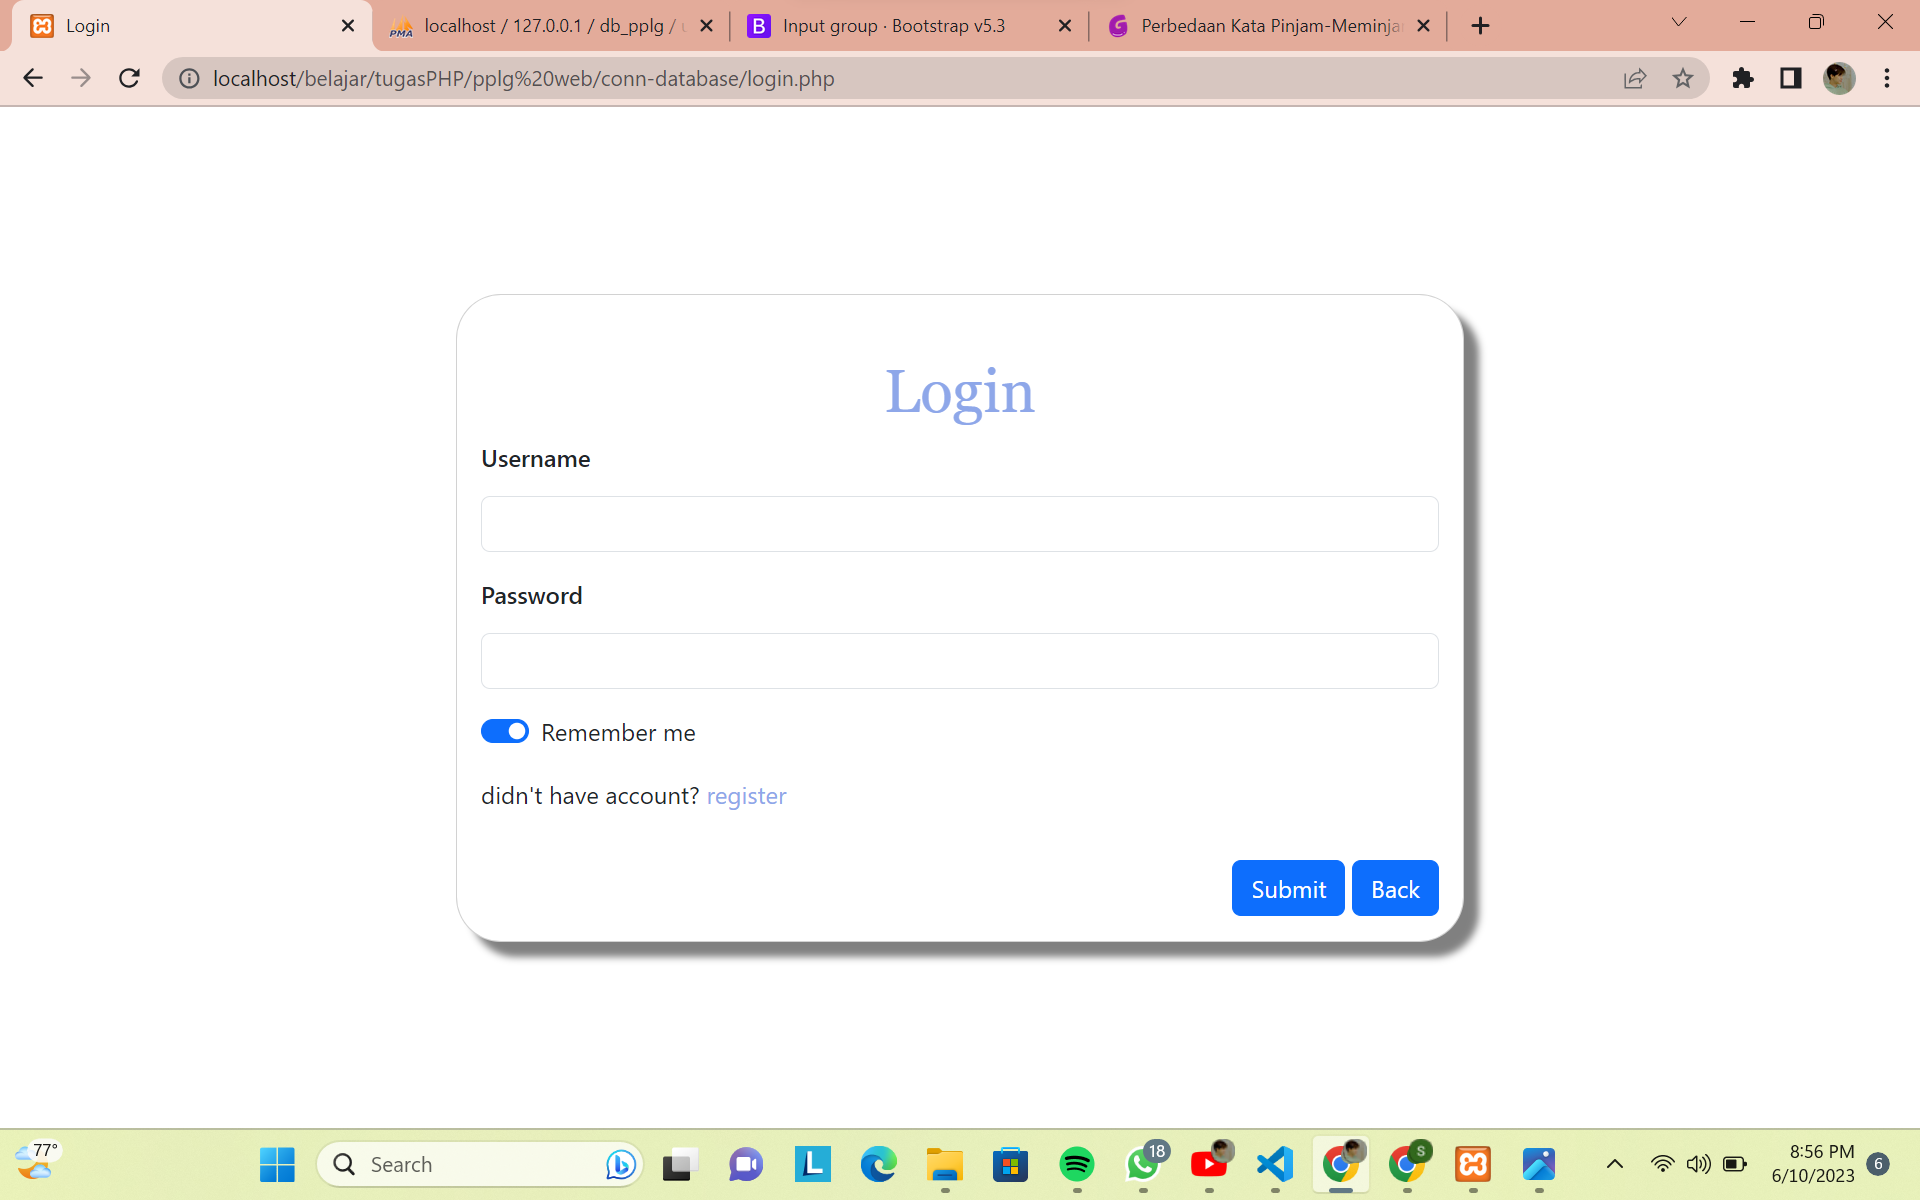 Login
localhost / 127.0.0.1 / db_pplg /
Input group · Bootstrap v5.3
Perbedaan Kata Pinjam-Meminja
localhost/belajar/tugasPHP/pplg%20web/conn-database/login.php
Login
Username
Password
Remember me
didn't have account? register
Submit
Back
77°
Search
18
S
8:56 PM
6/10/2023
6